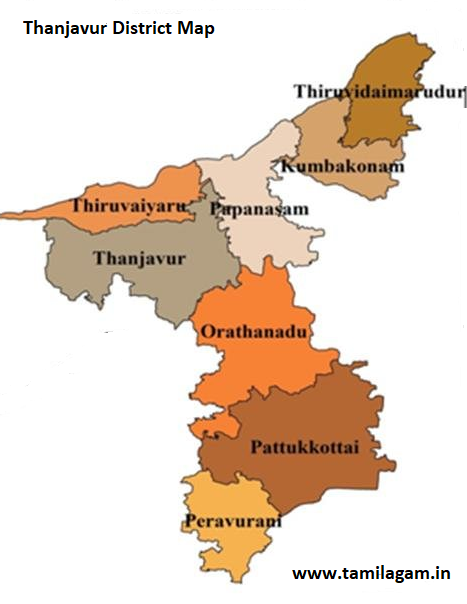 Thanjavur District Map
Thiruvidaimarudur
Kumbakonam
Thiruvaiyaru
Papanasam
Thanjavur
Orathanadu
Pattukkottai
Peravurani
www.tamilagam.in